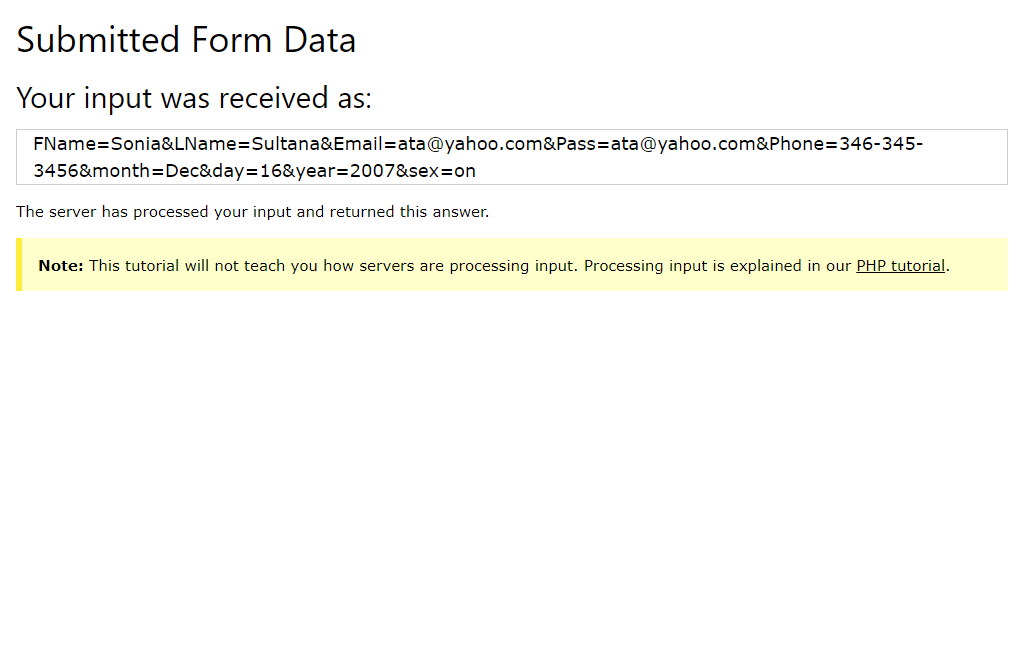 Submitted Form Data
Your input was received as:
FName=Sonia&LName=Sultana&Email=ata@yahoo.com&Pass=ata@yahoo.com&Phone=346-345-
3456&month=Dec&day=16&year=2007&sex=on
The server has processed your input and returned this answer.
Note: This tutorial will not teach you how servers are processing input. Processing input is explained in our PHP tutorial.